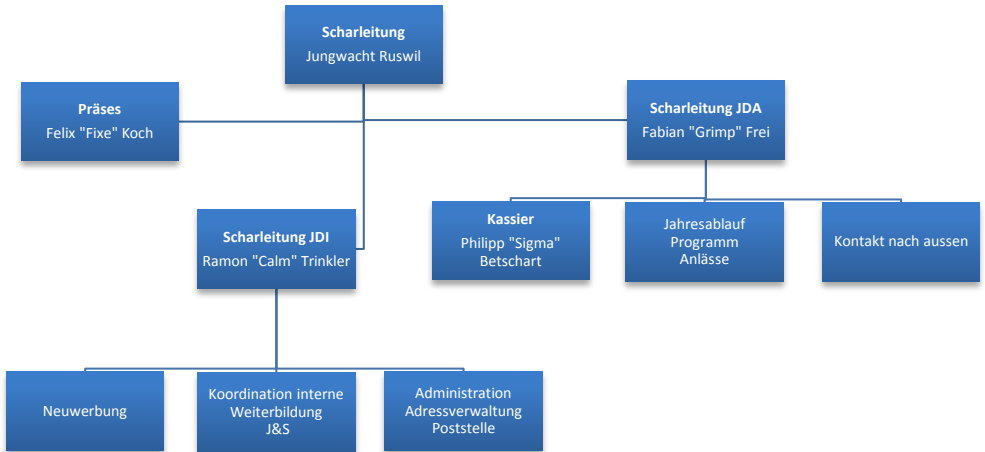 Scharleitung
Jungwacht Ruswil
Präses
Felix "Fixe" Koch
Scharleitung JDA
Fabian "Grimp" Frei
Scharleitung JDI
Ramon "Calm" Trinkler
Kassier
Philipp "Sigma"
Betschart
Jahresablauf
Programm
Anlässe
Kontakt nach aussen
Neuwerbung
Koordination interne
Weiterbildung
J&S
Administration
Adressverwaltung
Poststelle